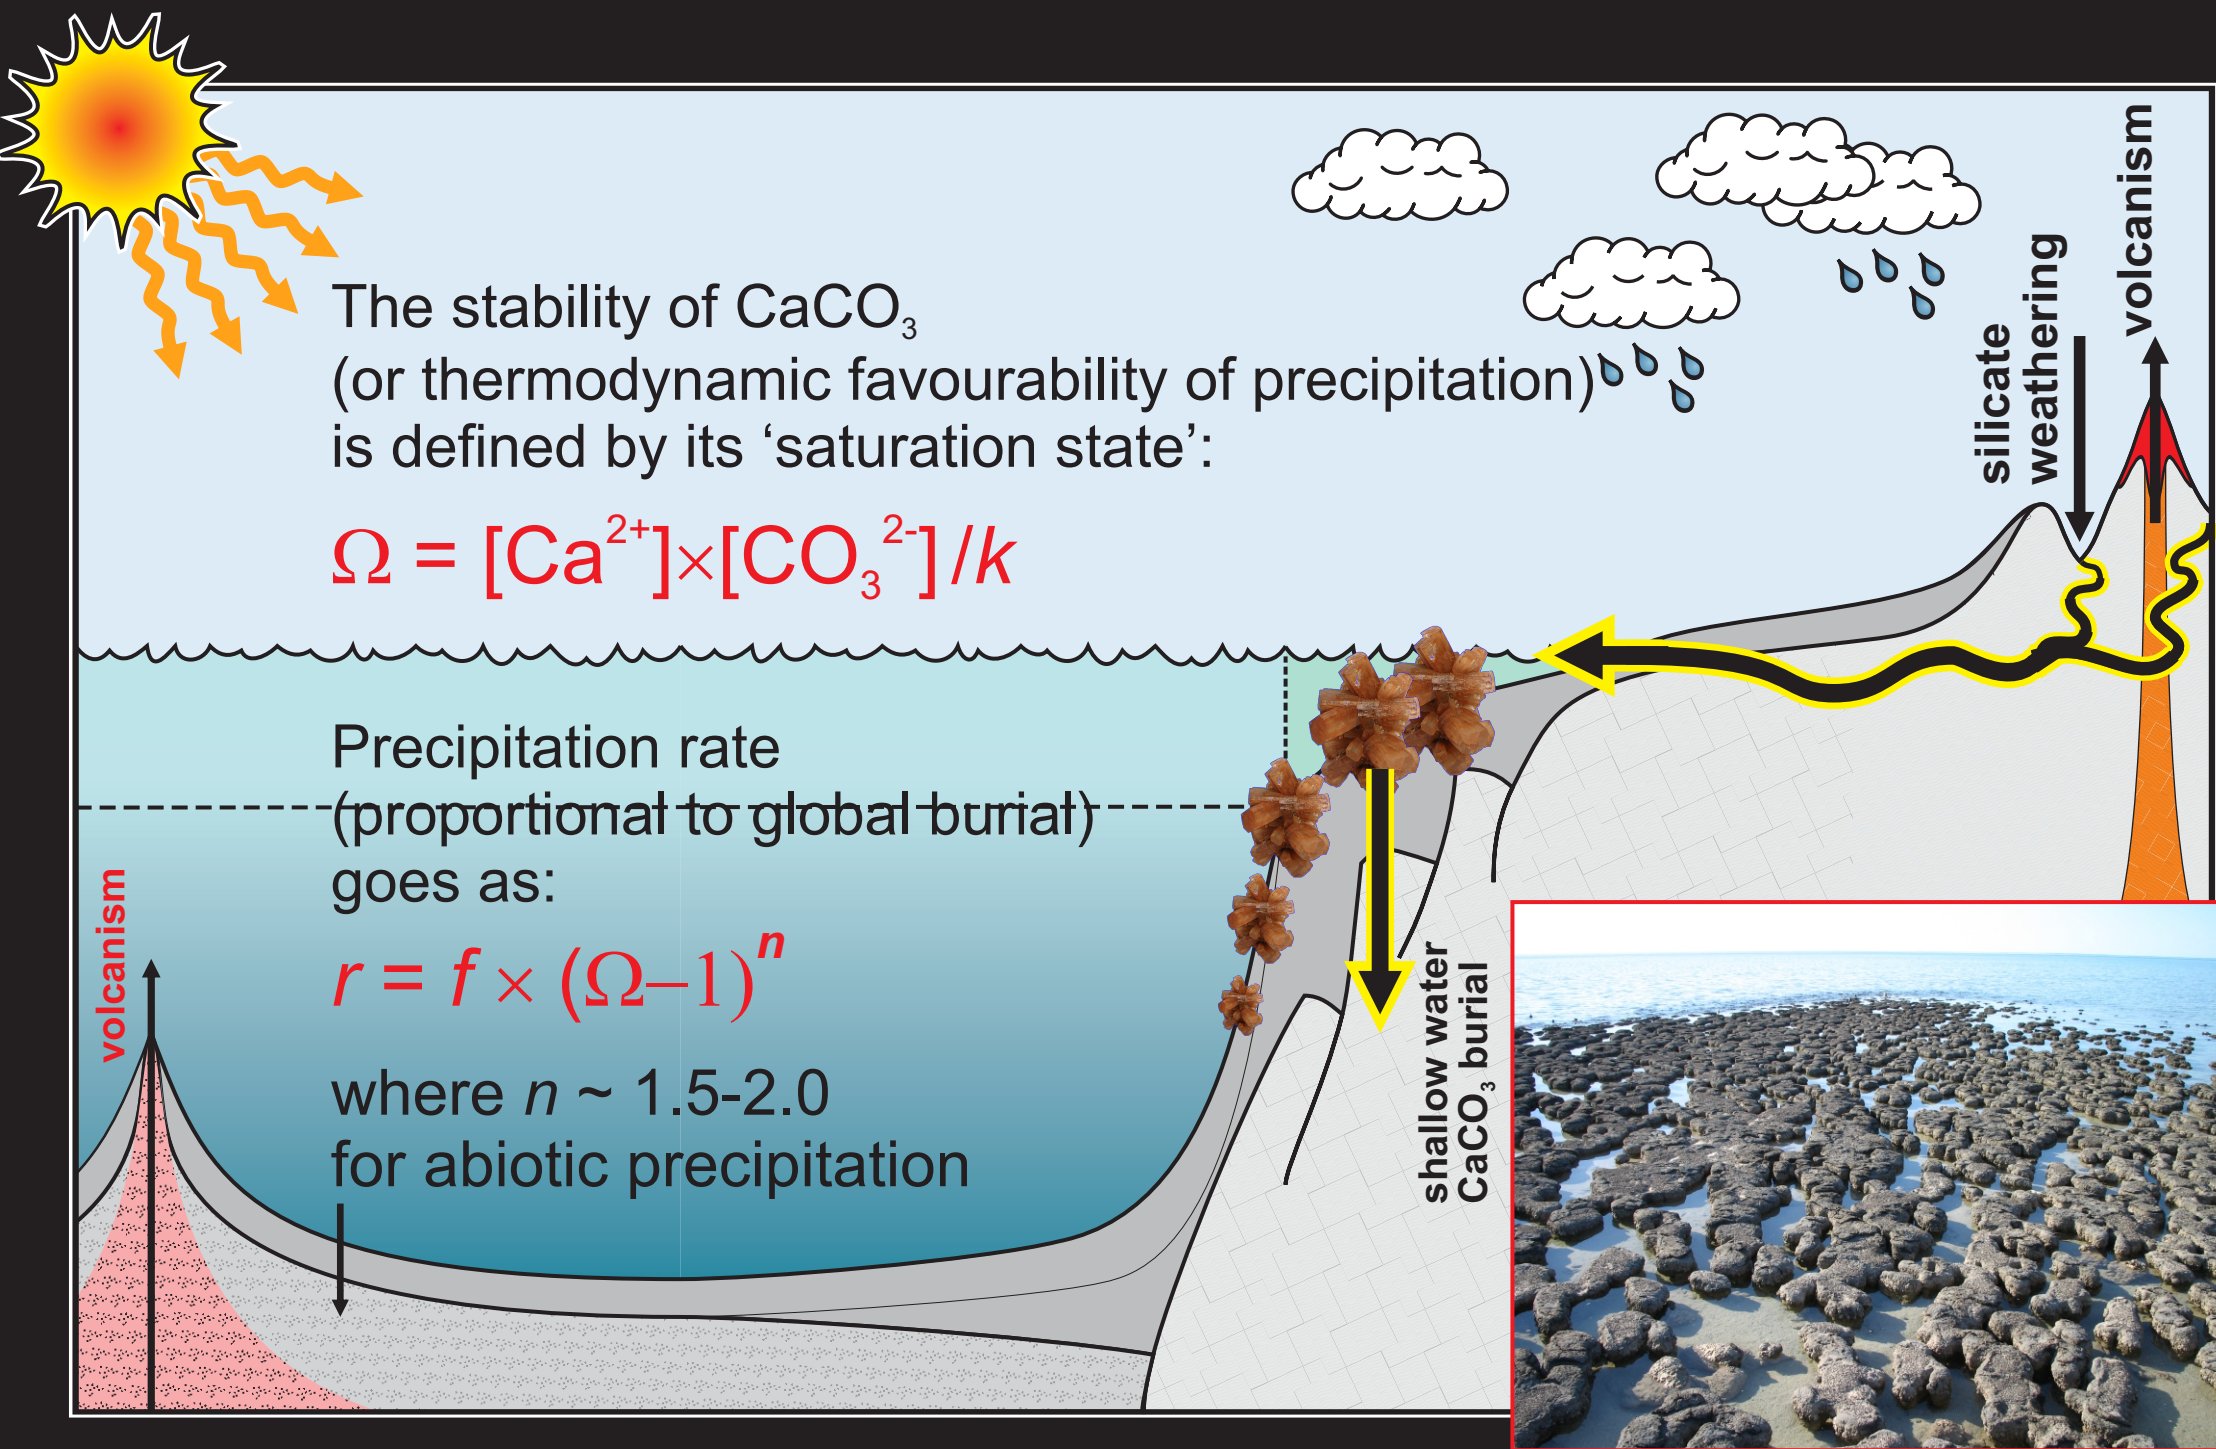 The stability of CaCO₃
(or thermodynamic favourability of precipitation)
is defined by its ‘saturation state’:
Ω = [Ca²⁺]×[CO₃²⁻]/k
Precipitation rate
(proportional to global burial)
goes as:
r = f × (Ω–1)ⁿ
where n ~ 1.5-2.0
for abiotic precipitation
volcanism
silicate
weathering
volcanism
shallow water
CaCO₃ burial